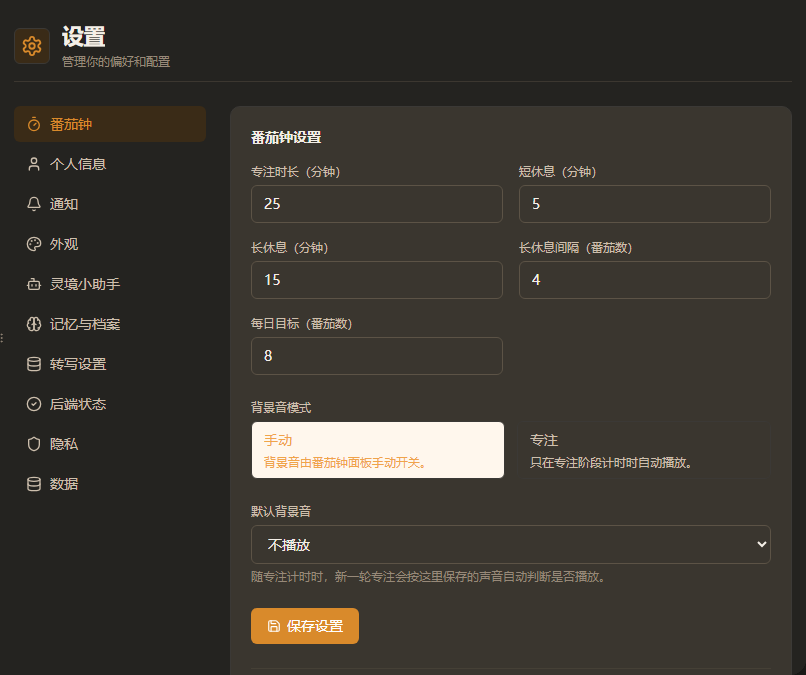 设置
管理你的偏好和配置
番茄钟
个人信息
通知
外观
灵境小助手
记忆与档案
转写设置
后端状态
隐私
数据
番茄钟设置
专注时长（分钟）
25
短休息（分钟）
5
长休息（分钟）
15
长休息间隔（番茄数）
4
每日目标（番茄数）
8
背景音模式
手动
背景音由番茄钟面板手动开关。
专注
只在专注阶段计时时自动播放。
默认背景音
不播放
随专注计时时，新一轮专注会按这里保存的声音自动判断是否播放。
保存设置